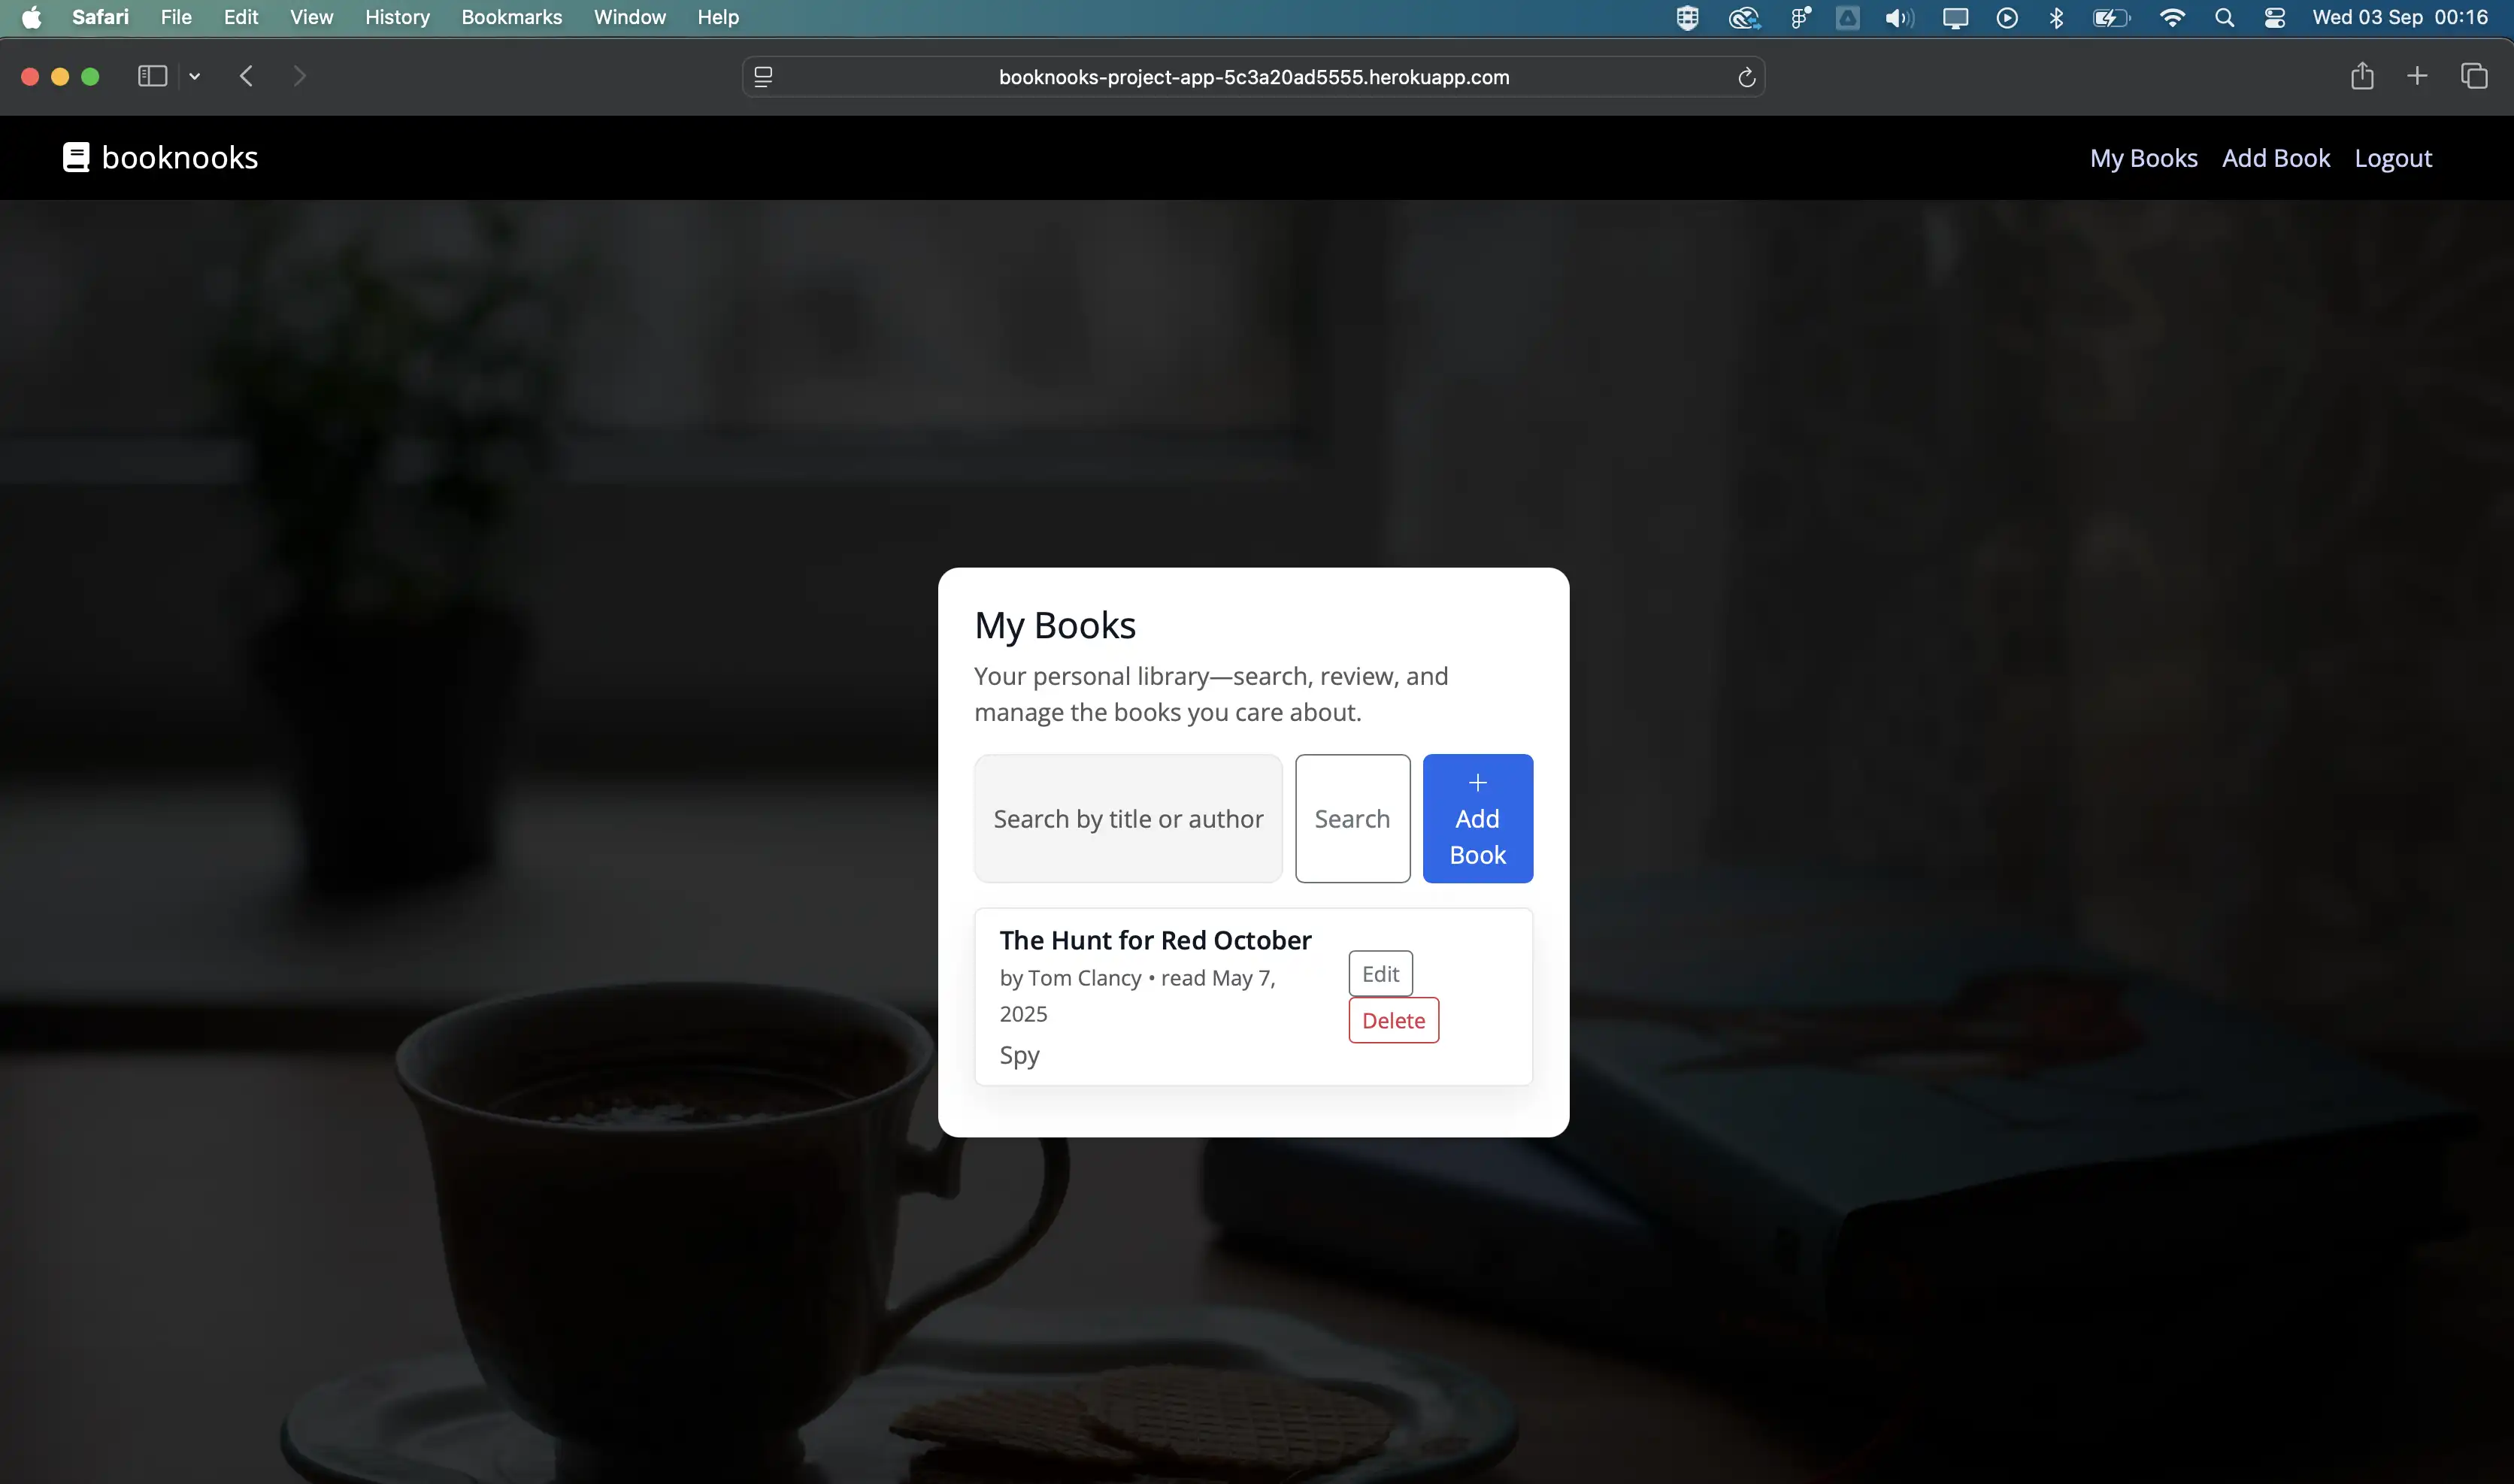 Safari File Edit View History Bookmarks Window Help Wed 03 Sep 00:16
booknooks-project-app-5c3a20ad5555.herokuapp.com
booknooks My Books Add Book Logout
My Books
Your personal library—search, review, and
manage the books you care about.
Search by title or author
Search
+
Add
Book
The Hunt for Red October
by Tom Clancy • read May 7,
2025
Spy
Edit
Delete